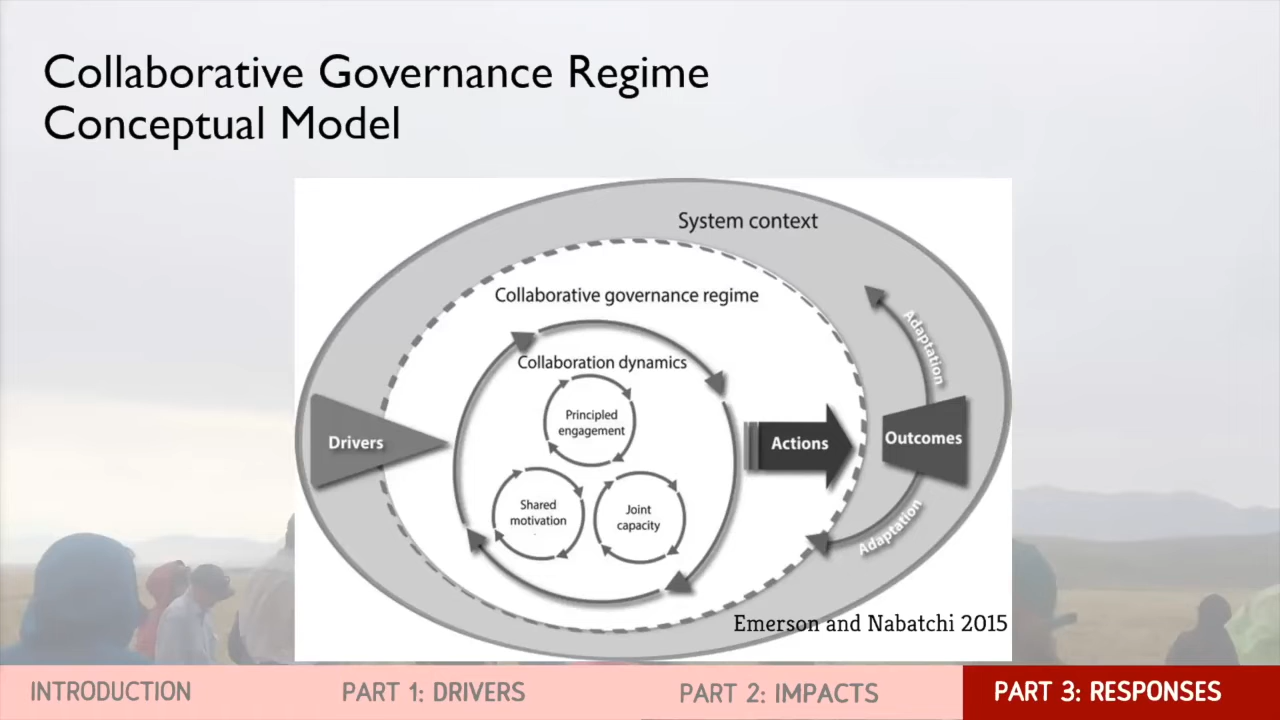 Collaborative Governance Regime
Conceptual Model
System context
Collaborative governance regime
Adaptation
Collaboration dynamics
Principled
engagement
Drivers
Actions
Outcomes
Shared
motivation
Joint
capacity
Adaptation
Emerson and Nabatchi 2015
INTRODUCTION
PART 1: DRIVERS
PART 2: IMPACTS
PART 3: RESPONSES